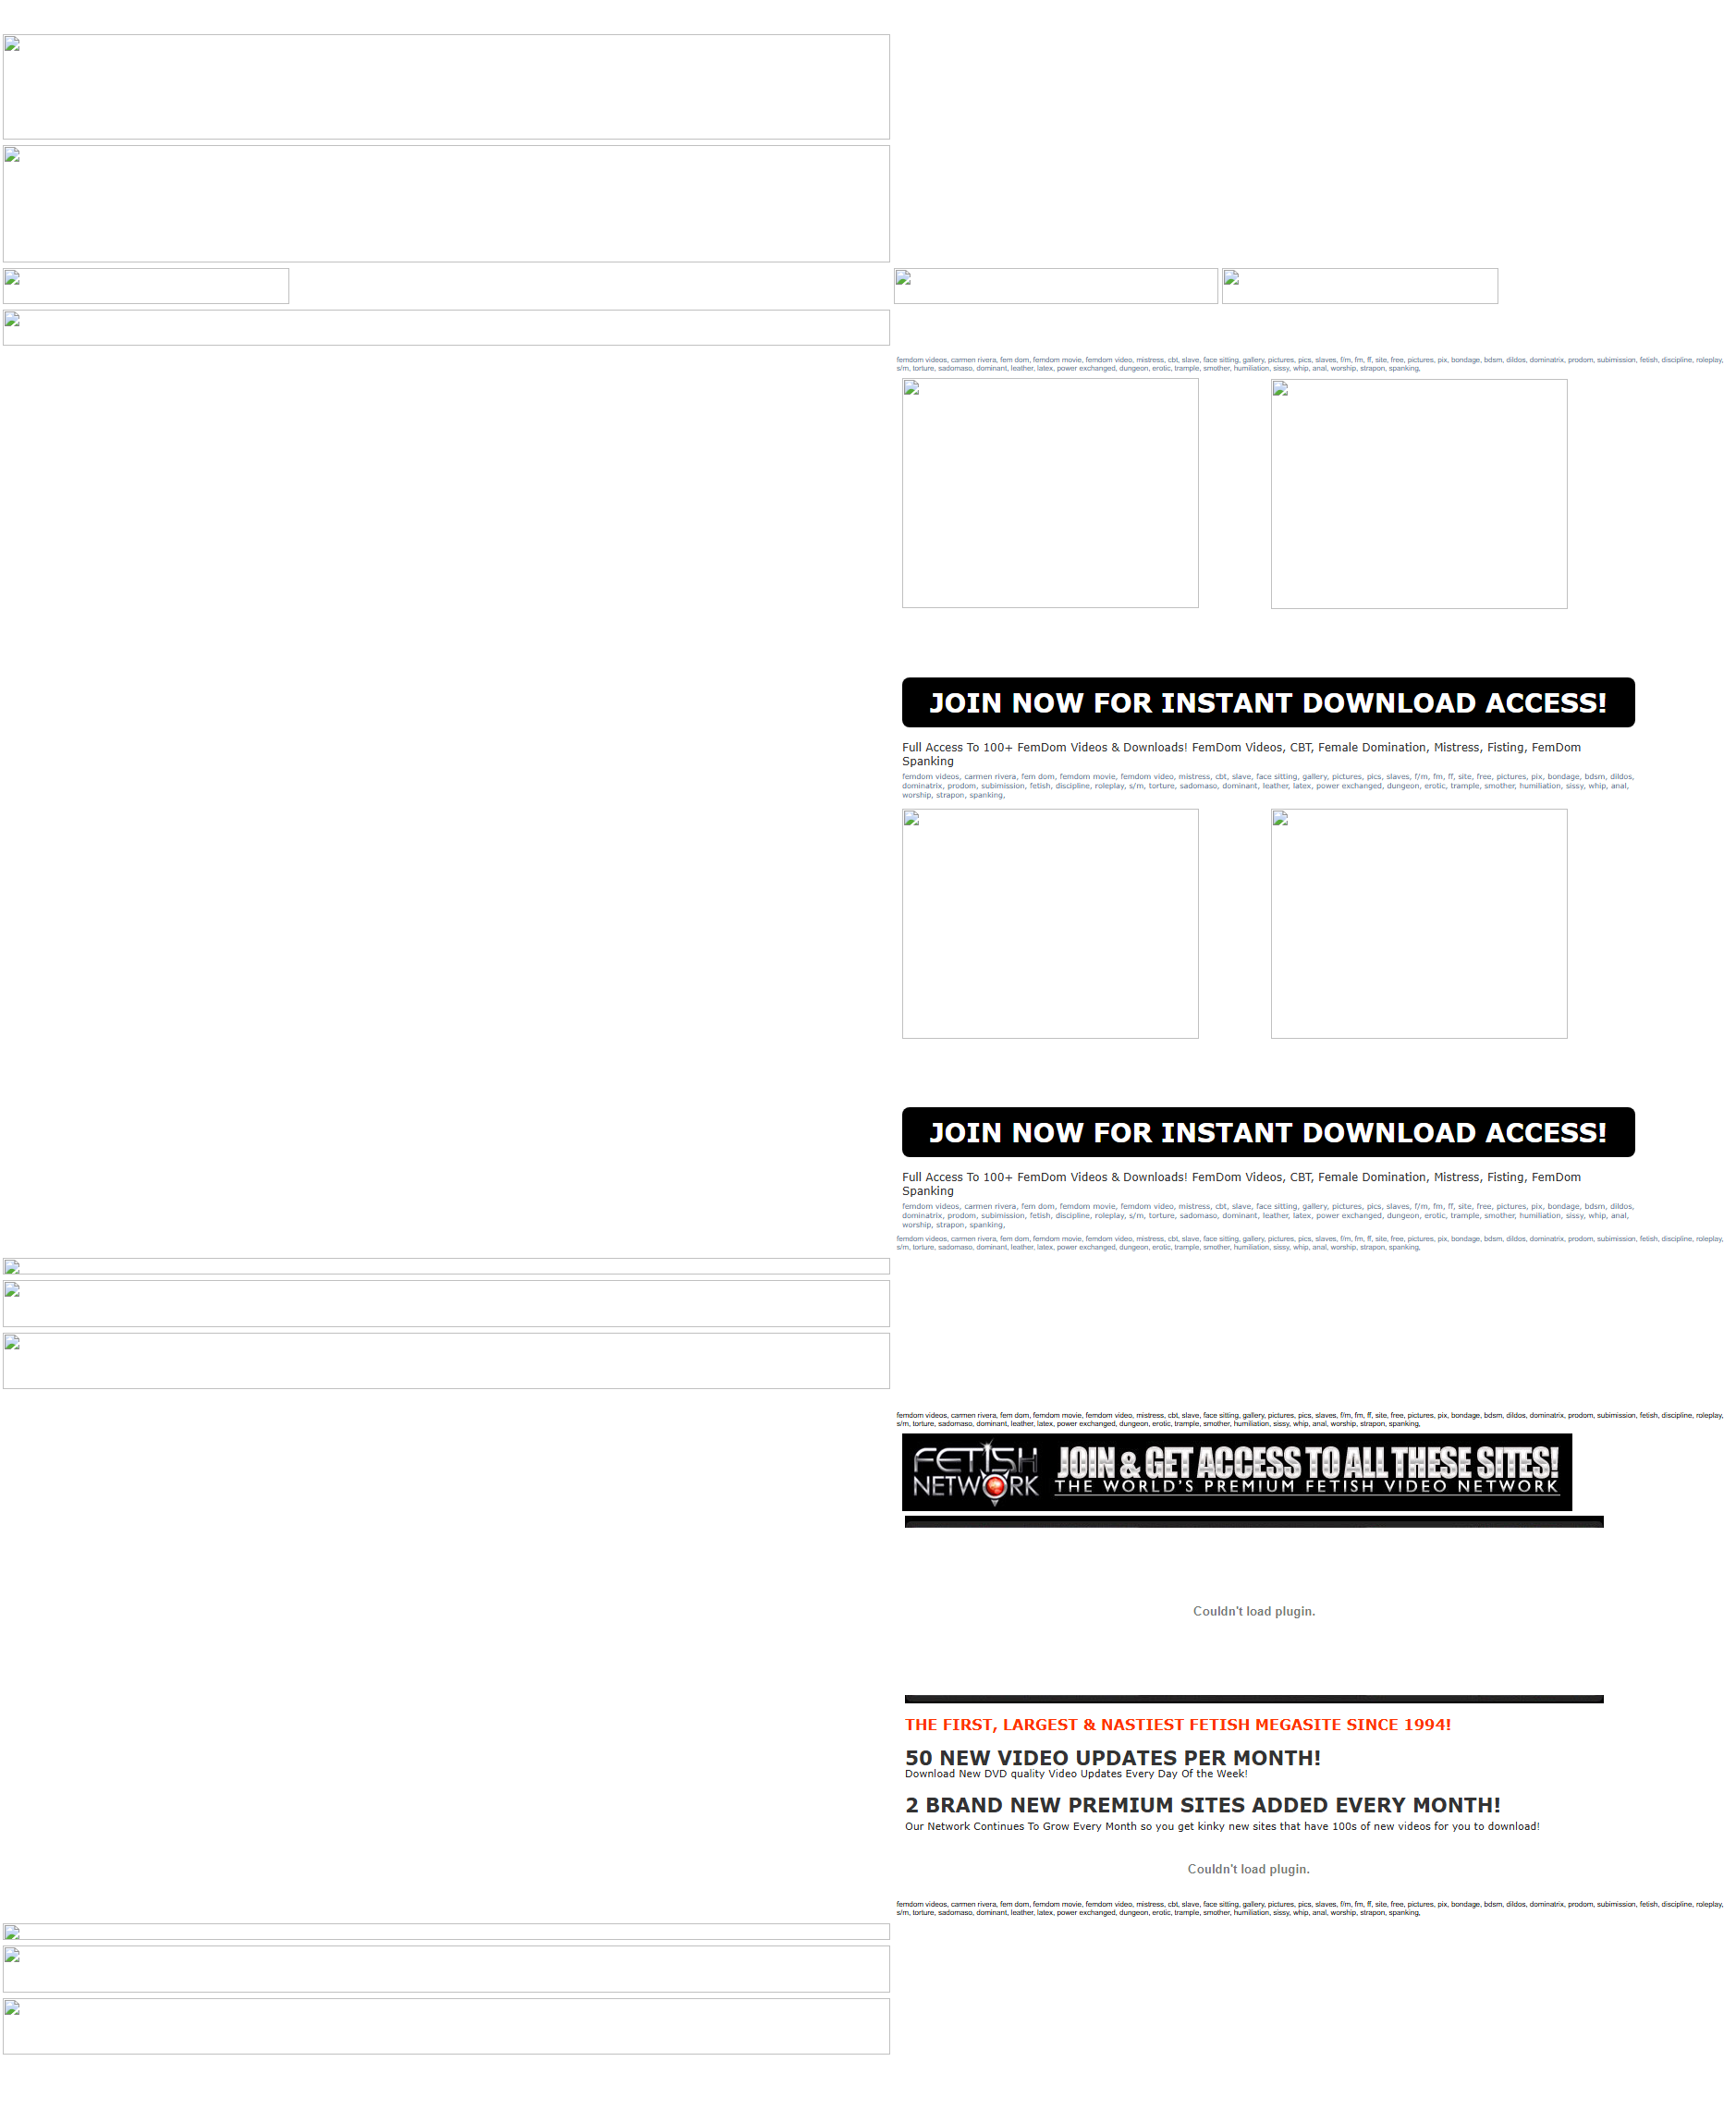 femdom videos, carmen rivera, fem dom, femdom movie, femdom video, mistress, cbt, slave, face sitting, gallery, pictures, pics, slaves, f/m, fm, ff, site, free, pictures, pix, bondage, bdsm, dildos, dominatrix, prodom, subimission, fetish, discipline, roleplay,
s/m, torture, sadomaso, dominant, leather, latex, power exchanged, dungeon, erotic, trample, smother, humiliation, sissy, whip, anal, worship, strapon, spanking,
JOIN NOW FOR INSTANT DOWNLOAD ACCESS!
Full Access To 100+ FemDom Videos & Downloads! FemDom Videos, CBT, Female Domination, Mistress, Fisting, FemDom
Spanking
femdom videos, carmen rivera, fem dom, femdom movie, femdom video, mistress, cbt, slave, face sitting, gallery, pictures, pics, slaves, f/m, fm, ff, site, free, pictures, pix, bondage, bdsm, dildos,
dominatrix, prodom, subimission, fetish, discipline, roleplay, s/m, torture, sadomaso, dominant, leather, latex, power exchanged, dungeon, erotic, trample, smother, humiliation, sissy, whip, anal,
worship, strapon, spanking,
JOIN NOW FOR INSTANT DOWNLOAD ACCESS!
Full Access To 100+ FemDom Videos & Downloads! FemDom Videos, CBT, Female Domination, Mistress, Fisting, FemDom
Spanking
femdom videos, carmen rivera, fem dom, femdom movie, femdom video, mistress, cbt, slave, face sitting, gallery, pictures, pics, slaves, f/m, fm, ff, site, free, pictures, pix, bondage, bdsm, dildos,
dominatrix, prodom, subimission, fetish, discipline, roleplay, s/m, torture, sadomaso, dominant, leather, latex, power exchanged, dungeon, erotic, trample, smother, humiliation, sissy, whip, anal,
worship, strapon, spanking,
femdom videos, carmen rivera, fem dom, femdom movie, femdom video, mistress, cbt, slave, face sitting, gallery, pictures, pics, slaves, f/m, fm, ff, site, free, pictures, pix, bondage, bdsm, dildos, dominatrix, prodom, subimission, fetish, discipline, roleplay,
s/m, torture, sadomaso, dominant, leather, latex, power exchanged, dungeon, erotic, trample, smother, humiliation, sissy, whip, anal, worship, strapon, spanking,
femdom videos, carmen rivera, fem dom, femdom movie, femdom video, mistress, cbt, slave, face sitting, gallery, pictures, pics, slaves, f/m, fm, ff, site, free, pictures, pix, bondage, bdsm, dildos, dominatrix, prodom, subimission, fetish, discipline, roleplay,
s/m, torture, sadomaso, dominant, leather, latex, power exchanged, dungeon, erotic, trample, smother, humiliation, sissy, whip, anal, worship, strapon, spanking,
FETISH NETWORK
JOIN & GET ACCESS TO ALL THESE SITES!
THE WORLD'S PREMIUM FETISH VIDEO NETWORK
Couldn't load plugin.
THE FIRST, LARGEST & NASTIEST FETISH MEGASITE SINCE 1994!
50 NEW VIDEO UPDATES PER MONTH!
Download New DVD quality Video Updates Every Day Of the Week!
2 BRAND NEW PREMIUM SITES ADDED EVERY MONTH!
Our Network Continues To Grow Every Month so you get kinky new sites that have 100s of new videos for you to download!
Couldn't load plugin.
femdom videos, carmen rivera, fem dom, femdom movie, femdom video, mistress, cbt, slave, face sitting, gallery, pictures, pics, slaves, f/m, fm, ff, site, free, pictures, pix, bondage, bdsm, dildos, dominatrix, prodom, subimission, fetish, discipline, roleplay,
s/m, torture, sadomaso, dominant, leather, latex, power exchanged, dungeon, erotic, trample, smother, humiliation, sissy, whip, anal, worship, strapon, spanking,